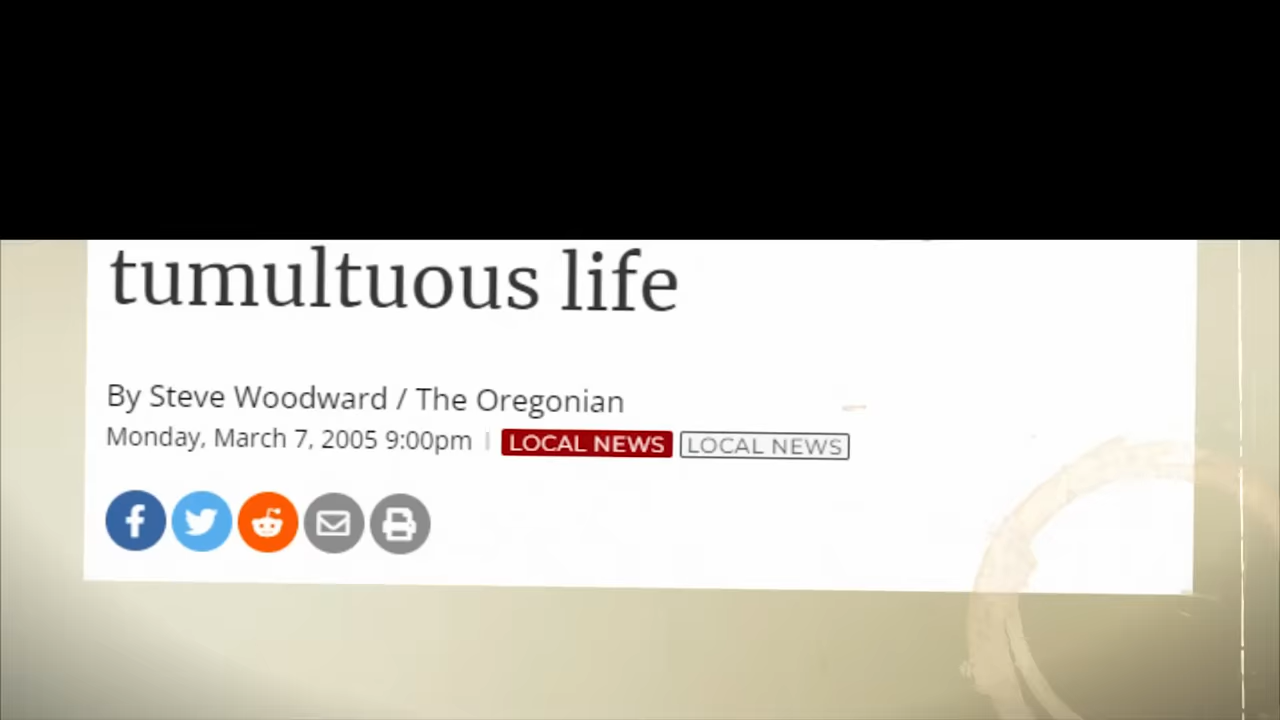 tumultuous life
By Steve Woodward / The Oregonian
Monday, March 7, 2005 9:00pm | LOCAL NEWS LOCAL NEWS